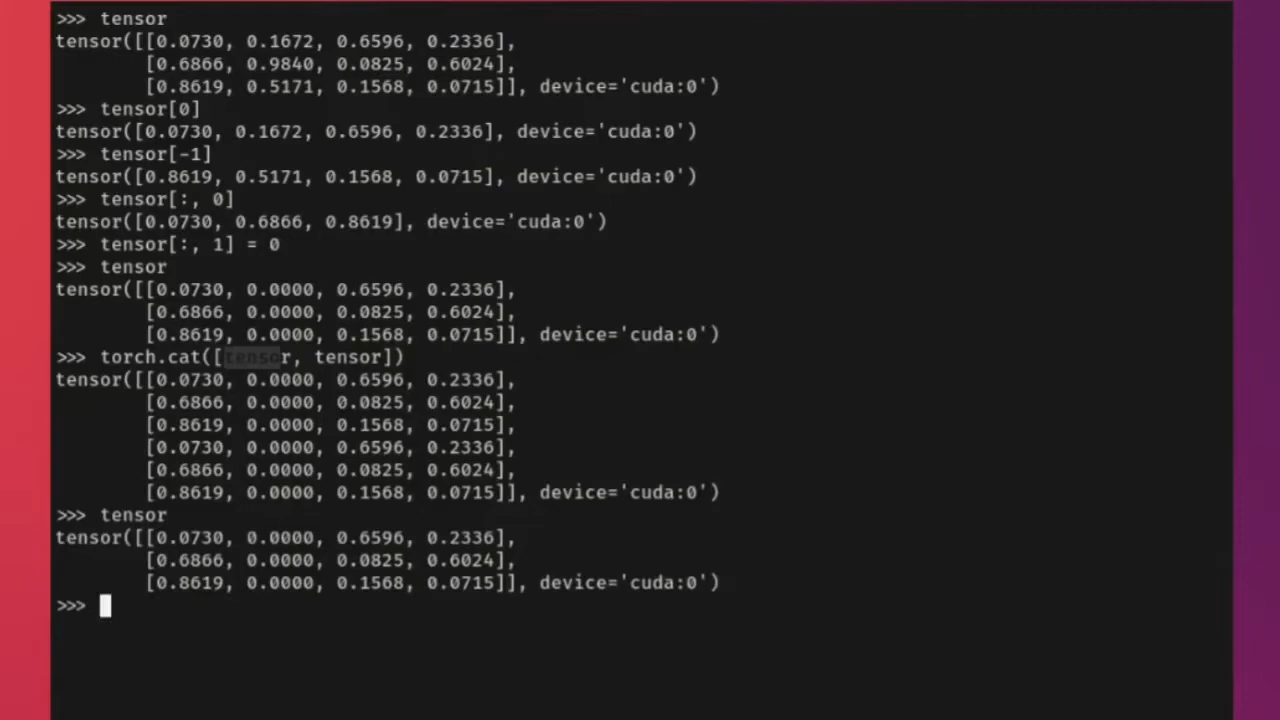 >>> tensor
tensor([[0.0730, 0.1672, 0.6596, 0.2336],
[0.6866, 0.9840, 0.0825, 0.6024],
[0.8619, 0.5171, 0.1568, 0.0715]], device='cuda:0')
>>> tensor[0]
tensor([0.0730, 0.1672, 0.6596, 0.2336], device='cuda:0')
>>> tensor[-1]
tensor([0.8619, 0.5171, 0.1568, 0.0715], device='cuda:0')
>>> tensor[:, 0]
tensor([0.0730, 0.6866, 0.8619], device='cuda:0')
>>> tensor[:, 1] = 0
>>> tensor
tensor([[0.0730, 0.0000, 0.6596, 0.2336],
[0.6866, 0.0000, 0.0825, 0.6024],
[0.8619, 0.0000, 0.1568, 0.0715]], device='cuda:0')
>>> torch.cat([tensor, tensor])
tensor([[0.0730, 0.0000, 0.6596, 0.2336],
[0.6866, 0.0000, 0.0825, 0.6024],
[0.8619, 0.0000, 0.1568, 0.0715],
[0.0730, 0.0000, 0.6596, 0.2336],
[0.6866, 0.0000, 0.0825, 0.6024],
[0.8619, 0.0000, 0.1568, 0.0715]], device='cuda:0')
>>> tensor
tensor([[0.0730, 0.0000, 0.6596, 0.2336],
[0.6866, 0.0000, 0.0825, 0.6024],
[0.8619, 0.0000, 0.1568, 0.0715]], device='cuda:0')
>>>